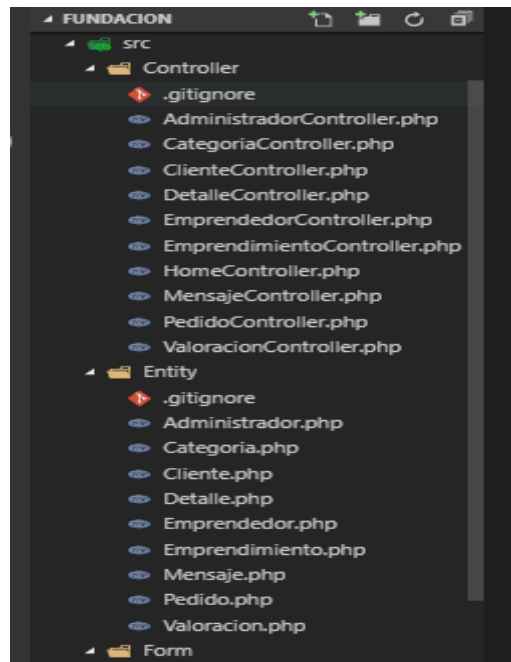 FUNDACION
src
Controller
.gitignore
AdministradorController.php
CategoriaController.php
ClienteController.php
DetalleController.php
EmprendedorController.php
EmprendimientoController.php
HomeController.php
MensajeController.php
PedidoController.php
ValoracionController.php
Entity
.gitignore
Administrador.php
Categoria.php
Cliente.php
Detalle.php
Emprendedor.php
Emprendimiento.php
Mensaje.php
Pedido.php
Valoracion.php
Form